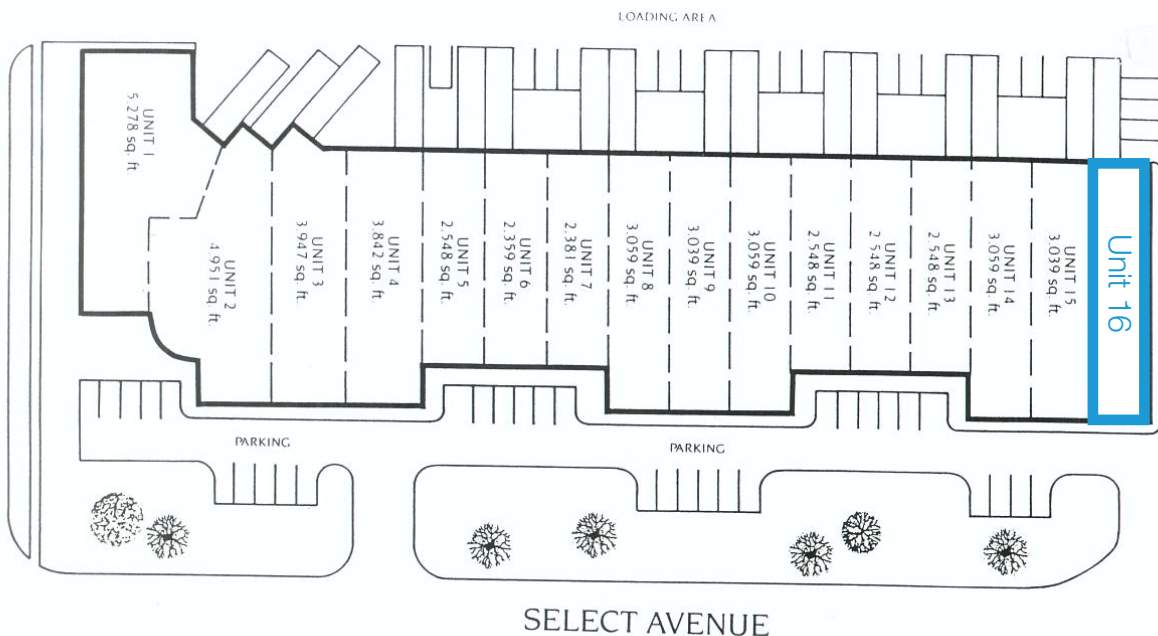 LOADING AREA
UNIT 1
5.278 sq. ft
UNIT 2
4.951 sq. ft.
UNIT 3
3.947 sq. ft.
UNIT 4
3.842 sq. ft.
UNIT 5
2.548 sq. ft.
UNIT 6
2.359 sq. ft.
UNIT 7
2.381 sq. ft.
UNIT 8
3.059 sq. ft.
UNIT 9
3.039 sq. ft.
UNIT 10
3.059 sq. ft.
UNIT 11
2.548 sq. ft.
UNIT 12
2.548 sq. ft.
UNIT 13
2.548 sq. ft.
UNIT 14
3.059 sq. ft.
UNIT 15
3.039 sq. ft.
Unit 16
PARKING
PARKING
SELECT AVENUE